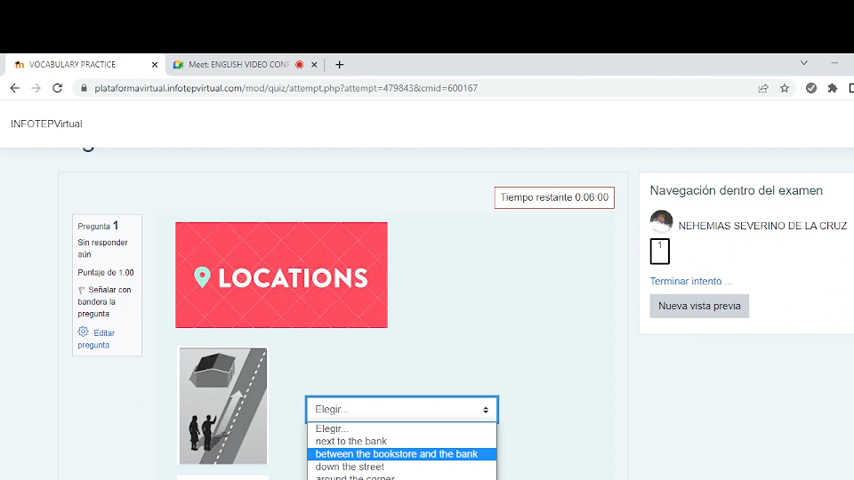 VOCABULARY PRACTICE
Meet: ENGLISH VIDEO CONF
plataformavirtual.infotepvirtual.com/mod/quiz/attempt.php?attempt=479843&cmid=600167
INFOTEPVirtual
Tiempo restante 0:06:00
Pregunta 1
Sin responder
aún
Puntaje de 1.00
Señalar con
bandera la
pregunta
Editar
pregunta
LOCATIONS
Elegir...
Elegir...
next to the bank
between the bookstore and the bank
down the street
around the corner
Navegación dentro del examen
NEHEMIAS SEVERINO DE LA CRUZ
1
Terminar intento ...
Nueva vista previa